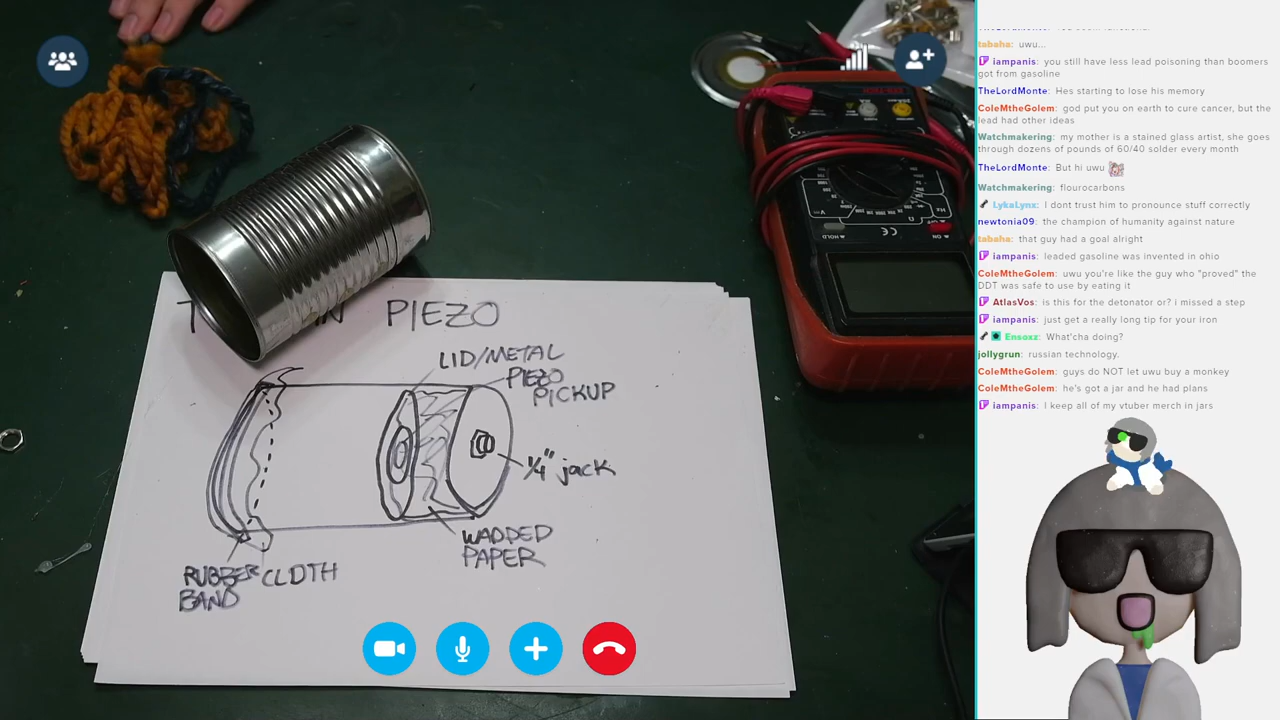 PIEZO
LID/METAL
PIEZO
PICKUP
1/4" jack
WADDED
PAPER
RUBBER
BAND
CLOTH
HOLD
CE
ON
tabaha: uwu...
iampanis: you still have less lead poisoning than boomers
got from gasoline
TheLordMonte: Hes starting to lose his memory
ColeMtheGolem: god put you on earth to cure cancer, but the
lead had other ideas
Watchmakering: my mother is a stained glass artist, she goes
through dozens of pounds of 60/40 solder every month
TheLordMonte: But hi uwu
Watchmakering: flourocarbons
LykaLynx: I dont trust him to pronounce stuff correctly
newtonia09: the champion of humanity against nature
tabaha: that guy had a goal alright
iampanis: leaded gasoline was invented in ohio
ColeMtheGolem: uwu you're like the guy who "proved" the
DDT was safe to use by eating it
AtlasVos: is this for the detonator or? i missed a step
iampanis: just get a really long tip for your iron
Ensoxz: What'cha doing?
jollygrun: russian technology.
ColeMtheGolem: guys do NOT let uwu buy a monkey
ColeMtheGolem: he's got a jar and he had plans
iampanis: I keep all of my vtuber merch in jars